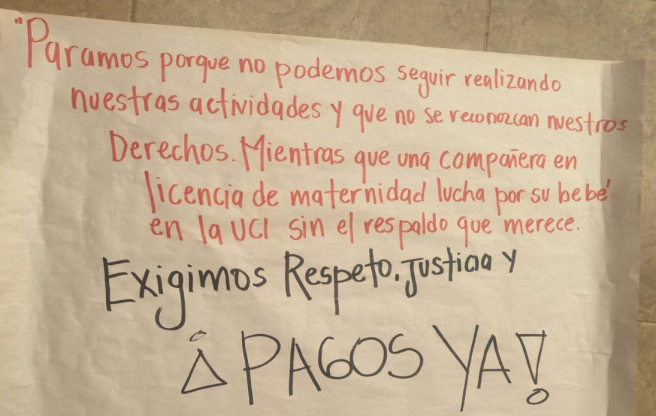 "Paramos porque no podemos seguir realizando
nuestras actividades y que no se reconozcan nuestros
Derechos. Mientras que una compañera en
licencia de maternidad lucha por su bebé
en la UCI sin el respaldo que merece.
Exigimos Respeto, Justicia y
¡PAGOS YA!